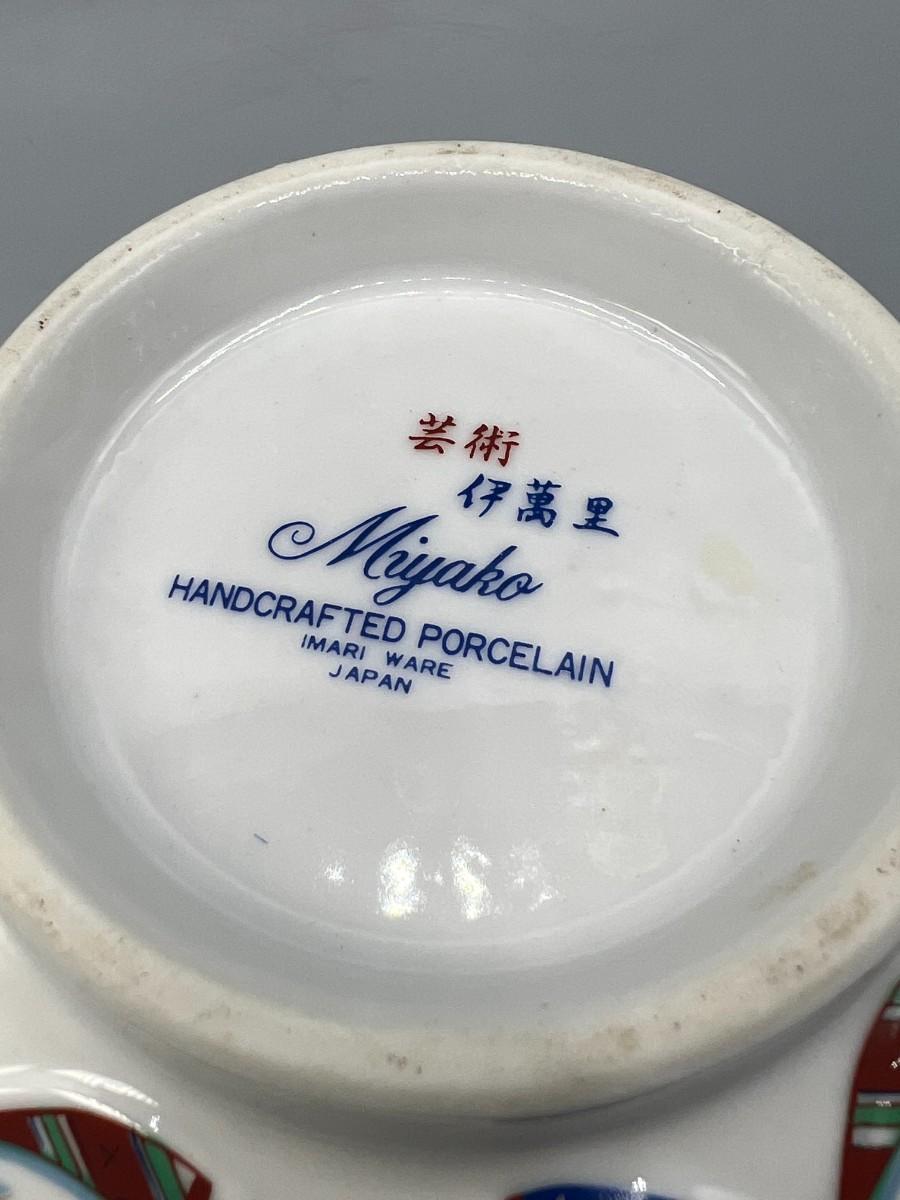 芸術
伊萬里
Miyako
HANDCRAFTED PORCELAIN
IMARI WARE
JAPAN